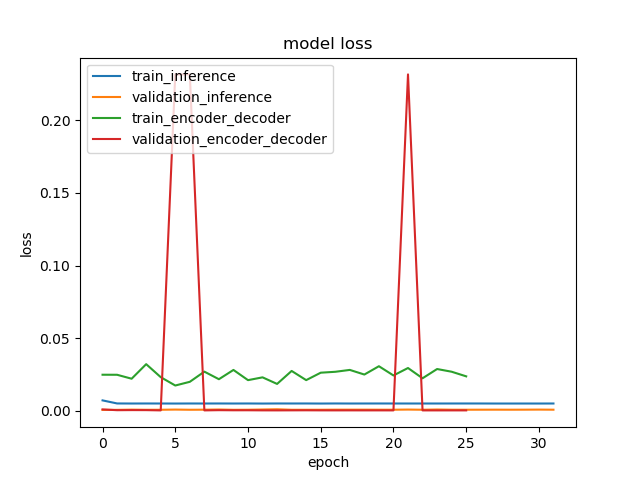 model loss
train_inference
validation_inference
train_encoder_decoder
validation_encoder_decoder
loss
0.20
0.15
0.10
0.05
0.00
0 5 10 15 20 25 30
epoch